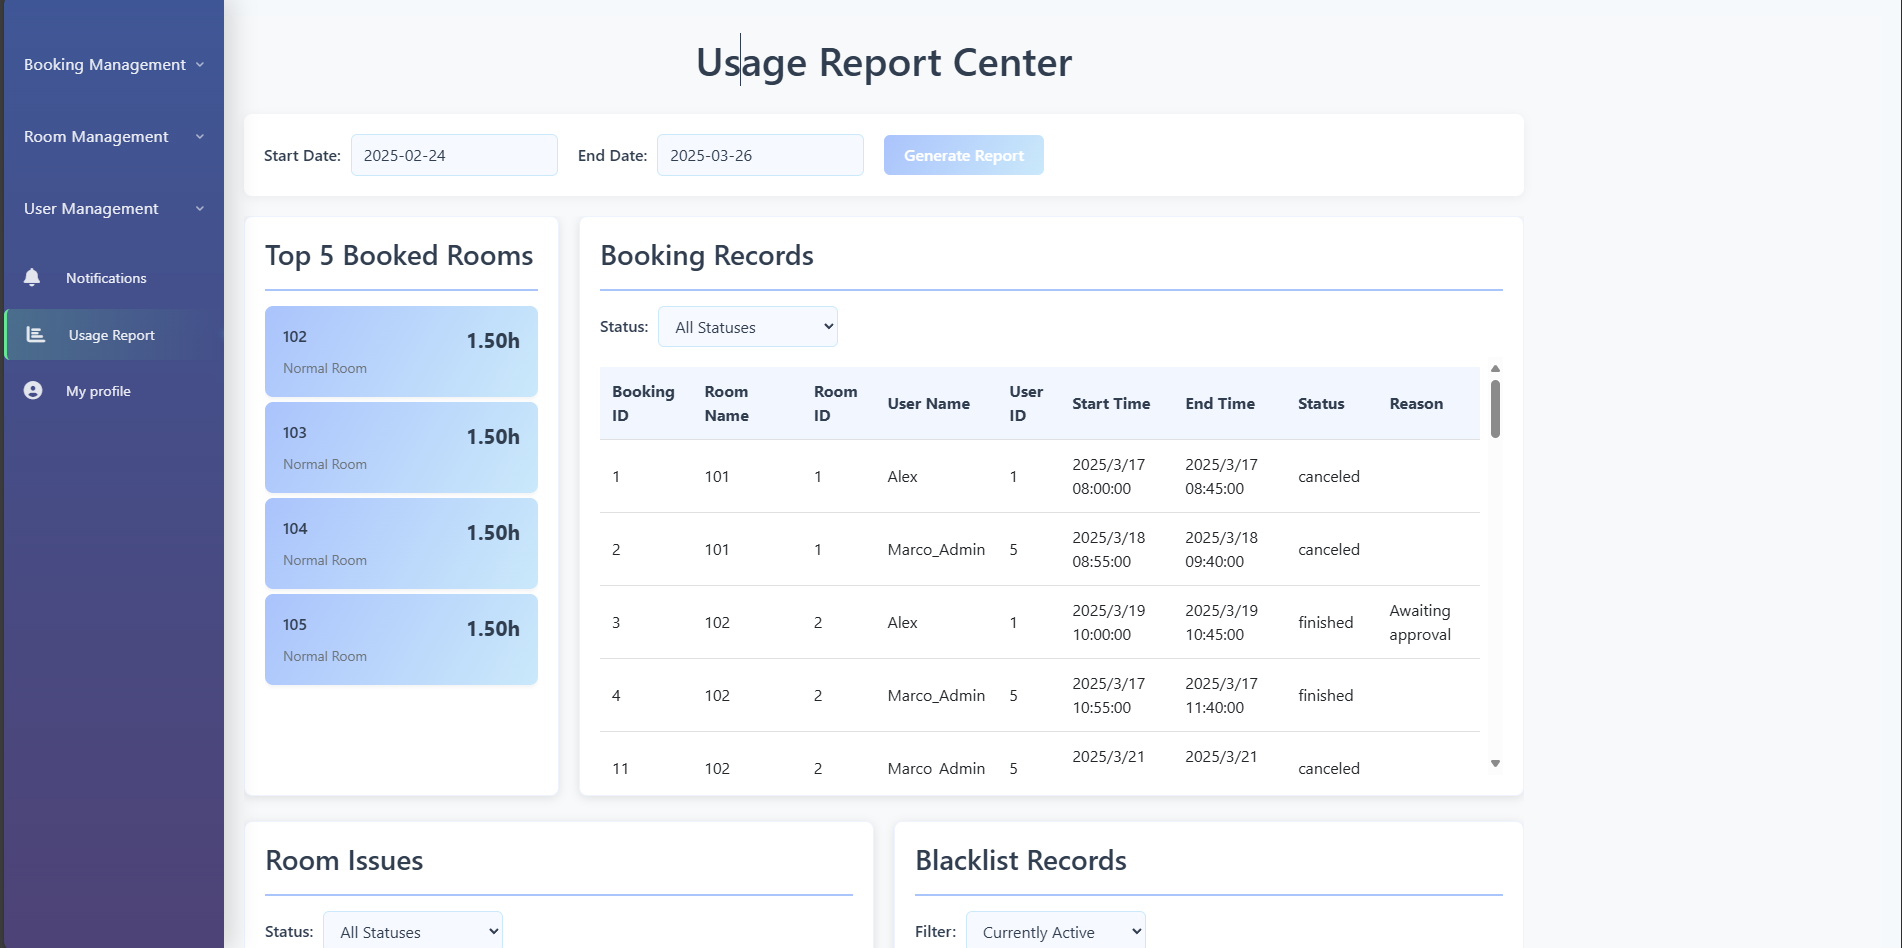 Booking Management
Room Management
User Management
Notifications
Usage Report
My profile
Usage Report Center
Start Date: 2025-02-24 End Date: 2025-03-26 Generate Report
Top 5 Booked Rooms
102 1.50h
Normal Room
103 1.50h
Normal Room
104 1.50h
Normal Room
105 1.50h
Normal Room
Booking Records
Status: All Statuses
Booking ID Room Name Room ID User Name User ID Start Time End Time Status Reason
1 101 1 Alex 1 2025/3/17 08:00:00 2025/3/17 08:45:00 canceled
2 101 1 Marco_Admin 5 2025/3/18 08:55:00 2025/3/18 09:40:00 canceled
3 102 2 Alex 1 2025/3/19 10:00:00 2025/3/19 10:45:00 finished Awaiting approval
4 102 2 Marco_Admin 5 2025/3/17 10:55:00 2025/3/17 11:40:00 finished
11 102 2 Marco_Admin 5 2025/3/21 2025/3/21 canceled
Room Issues
Status: All Statuses
Blacklist Records
Filter: Currently Active